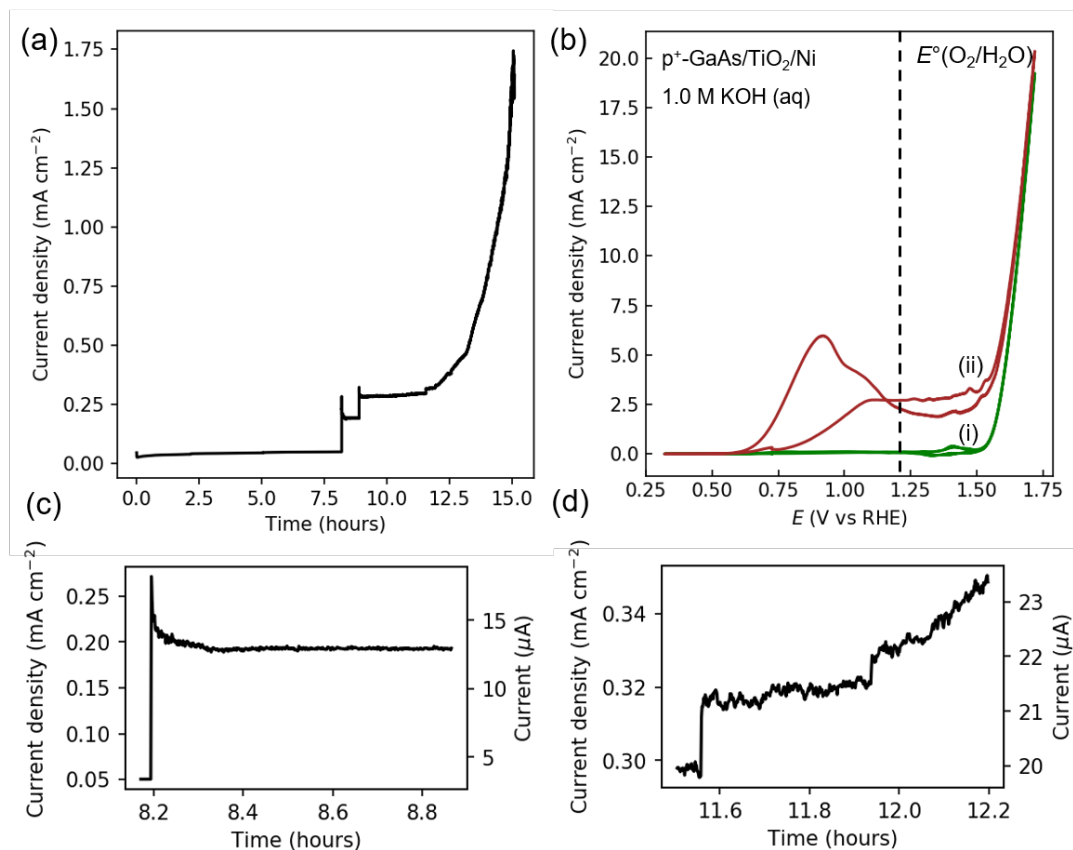 (a)
Current density (mA cm⁻²)
1.75
1.50
1.25
1.00
0.75
0.50
0.25
0.00
0.0 2.5 5.0 7.5 10.0 12.5 15.0
Time (hours)
(b)
Current density (mA cm⁻²)
20.0
17.5
15.0
12.5
10.0
7.5
5.0
2.5
0.0
p⁺-GaAs/TiO₂/Ni
1.0 M KOH (aq)
E°(O₂/H₂O)
(ii)
(i)
0.25 0.50 0.75 1.00 1.25 1.50 1.75
E (V vs RHE)
(c)
Current density (mA cm⁻²)
0.25
0.20
0.15
0.10
0.05
15
10
5
Current (μA)
8.2 8.4 8.6 8.8
Time (hours)
(d)
Current density (mA cm⁻²)
0.34
0.32
0.30
23
22
21
20
Current (μA)
11.6 11.8 12.0 12.2
Time (hours)